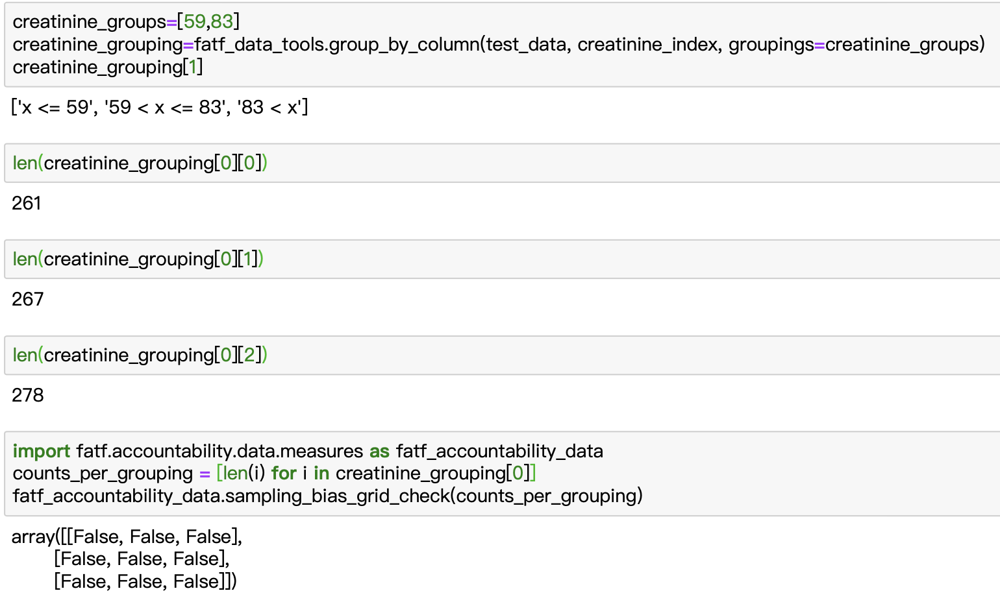 creatinine_groups=[59,83]
creatinine_grouping=fatf_data_tools.group_by_column(test_data, creatinine_index, groupings=creatinine_groups)
creatinine_grouping[1]
['x <= 59', '59 < x <= 83', '83 < x']
len(creatinine_grouping[0][0])
261
len(creatinine_grouping[0][1])
267
len(creatinine_grouping[0][2])
278
import fatf.accountability.data.measures as fatf_accountability_data
counts_per_grouping = [len(i) for i in creatinine_grouping[0]]
fatf_accountability_data.sampling_bias_grid_check(counts_per_grouping)
array([[False, False, False],
[False, False, False],
[False, False, False]])